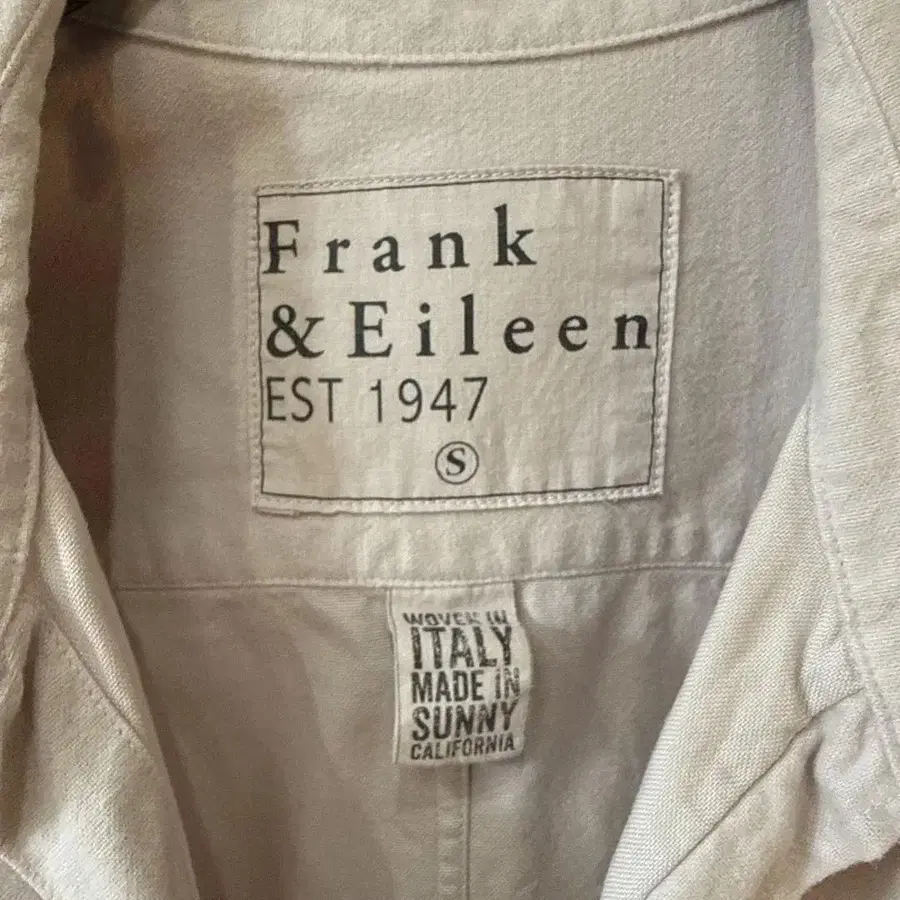 Frank
& Eileen
EST 1947
S
WOVEN IN
ITALY
MADE IN
SUNNY
CALIFORNIA